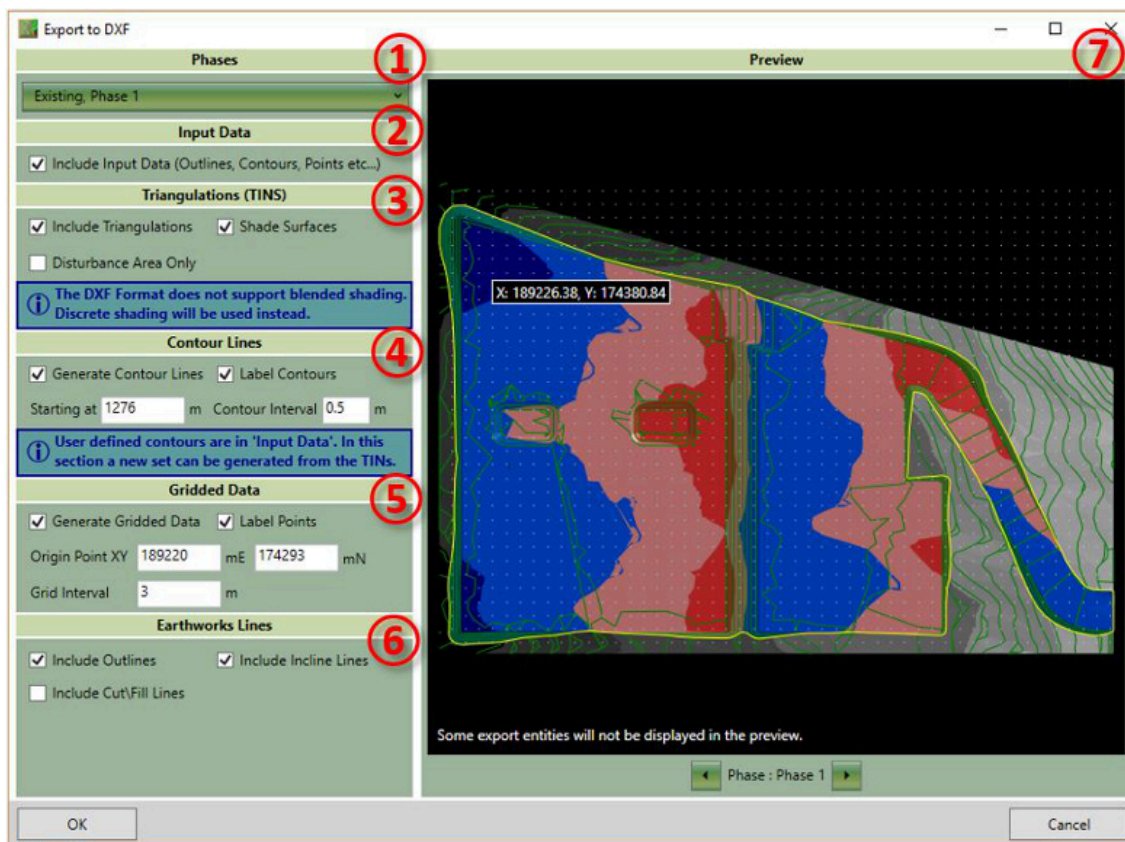 Export to DXF
Phases
1
Existing, Phase 1
2
Input Data
Include Input Data (Outlines, Contours, Points etc...)
Triangulations (TINS)
3
Include Triangulations Shade Surfaces
Disturbance Area Only
The DXF Format does not support blended shading.
Discrete shading will be used instead.
Contour Lines
4
Generate Contour Lines Label Contours
Starting at 1276 m Contour Interval 0.5 m
User defined contours are in 'Input Data'. In this
section a new set can be generated from the TINs.
Gridded Data
5
Generate Gridded Data Label Points
Origin Point XY 189220 mE 174293 mN
Grid Interval 3 m
Earthworks Lines
6
Include Outlines Include Incline Lines
Include Cut\Fill Lines
Preview
7
X: 189226.38, Y: 174380.84
Some export entities will not be displayed in the preview.
Phase : Phase 1
OK
Cancel